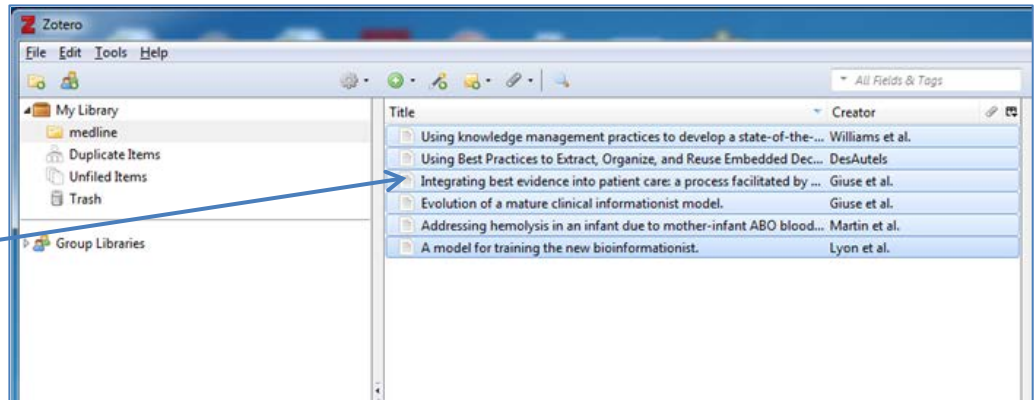 Zotero
File Edit Tools Help
All Fields & Tags
My Library
medline
Duplicate Items
Unfiled Items
Trash
Group Libraries
Title Creator
Using knowledge management practices to develop a state-of-the-... Williams et al.
Using Best Practices to Extract, Organize, and Reuse Embedded Dec... DesAutels
Integrating best evidence into patient care: a process facilitated by ... Giuse et al.
Evolution of a mature clinical informationist model. Giuse et al.
Addressing hemolysis in an infant due to mother-infant ABO blood... Martin et al.
A model for training the new bioinformationist. Lyon et al.